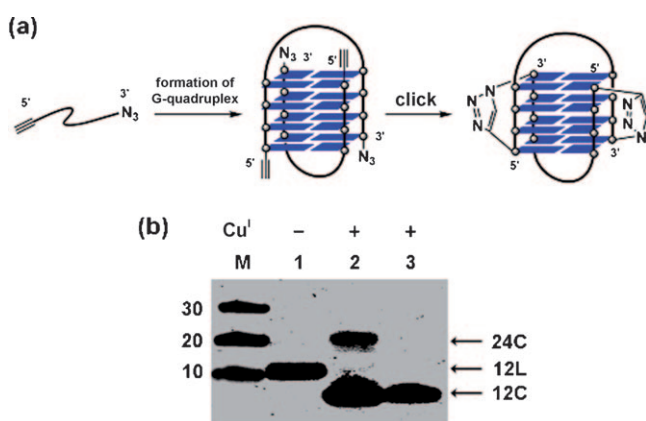 (a)
5'
3'
N3
formation of
G-quadruplex
N3 3' 5'
5'
3'
N3
click
3'
5'
N
N
N
N
N
N
5'
3'
(b)
CuI – + +
M 1 2 3
30
20 24C
10 12L
12C